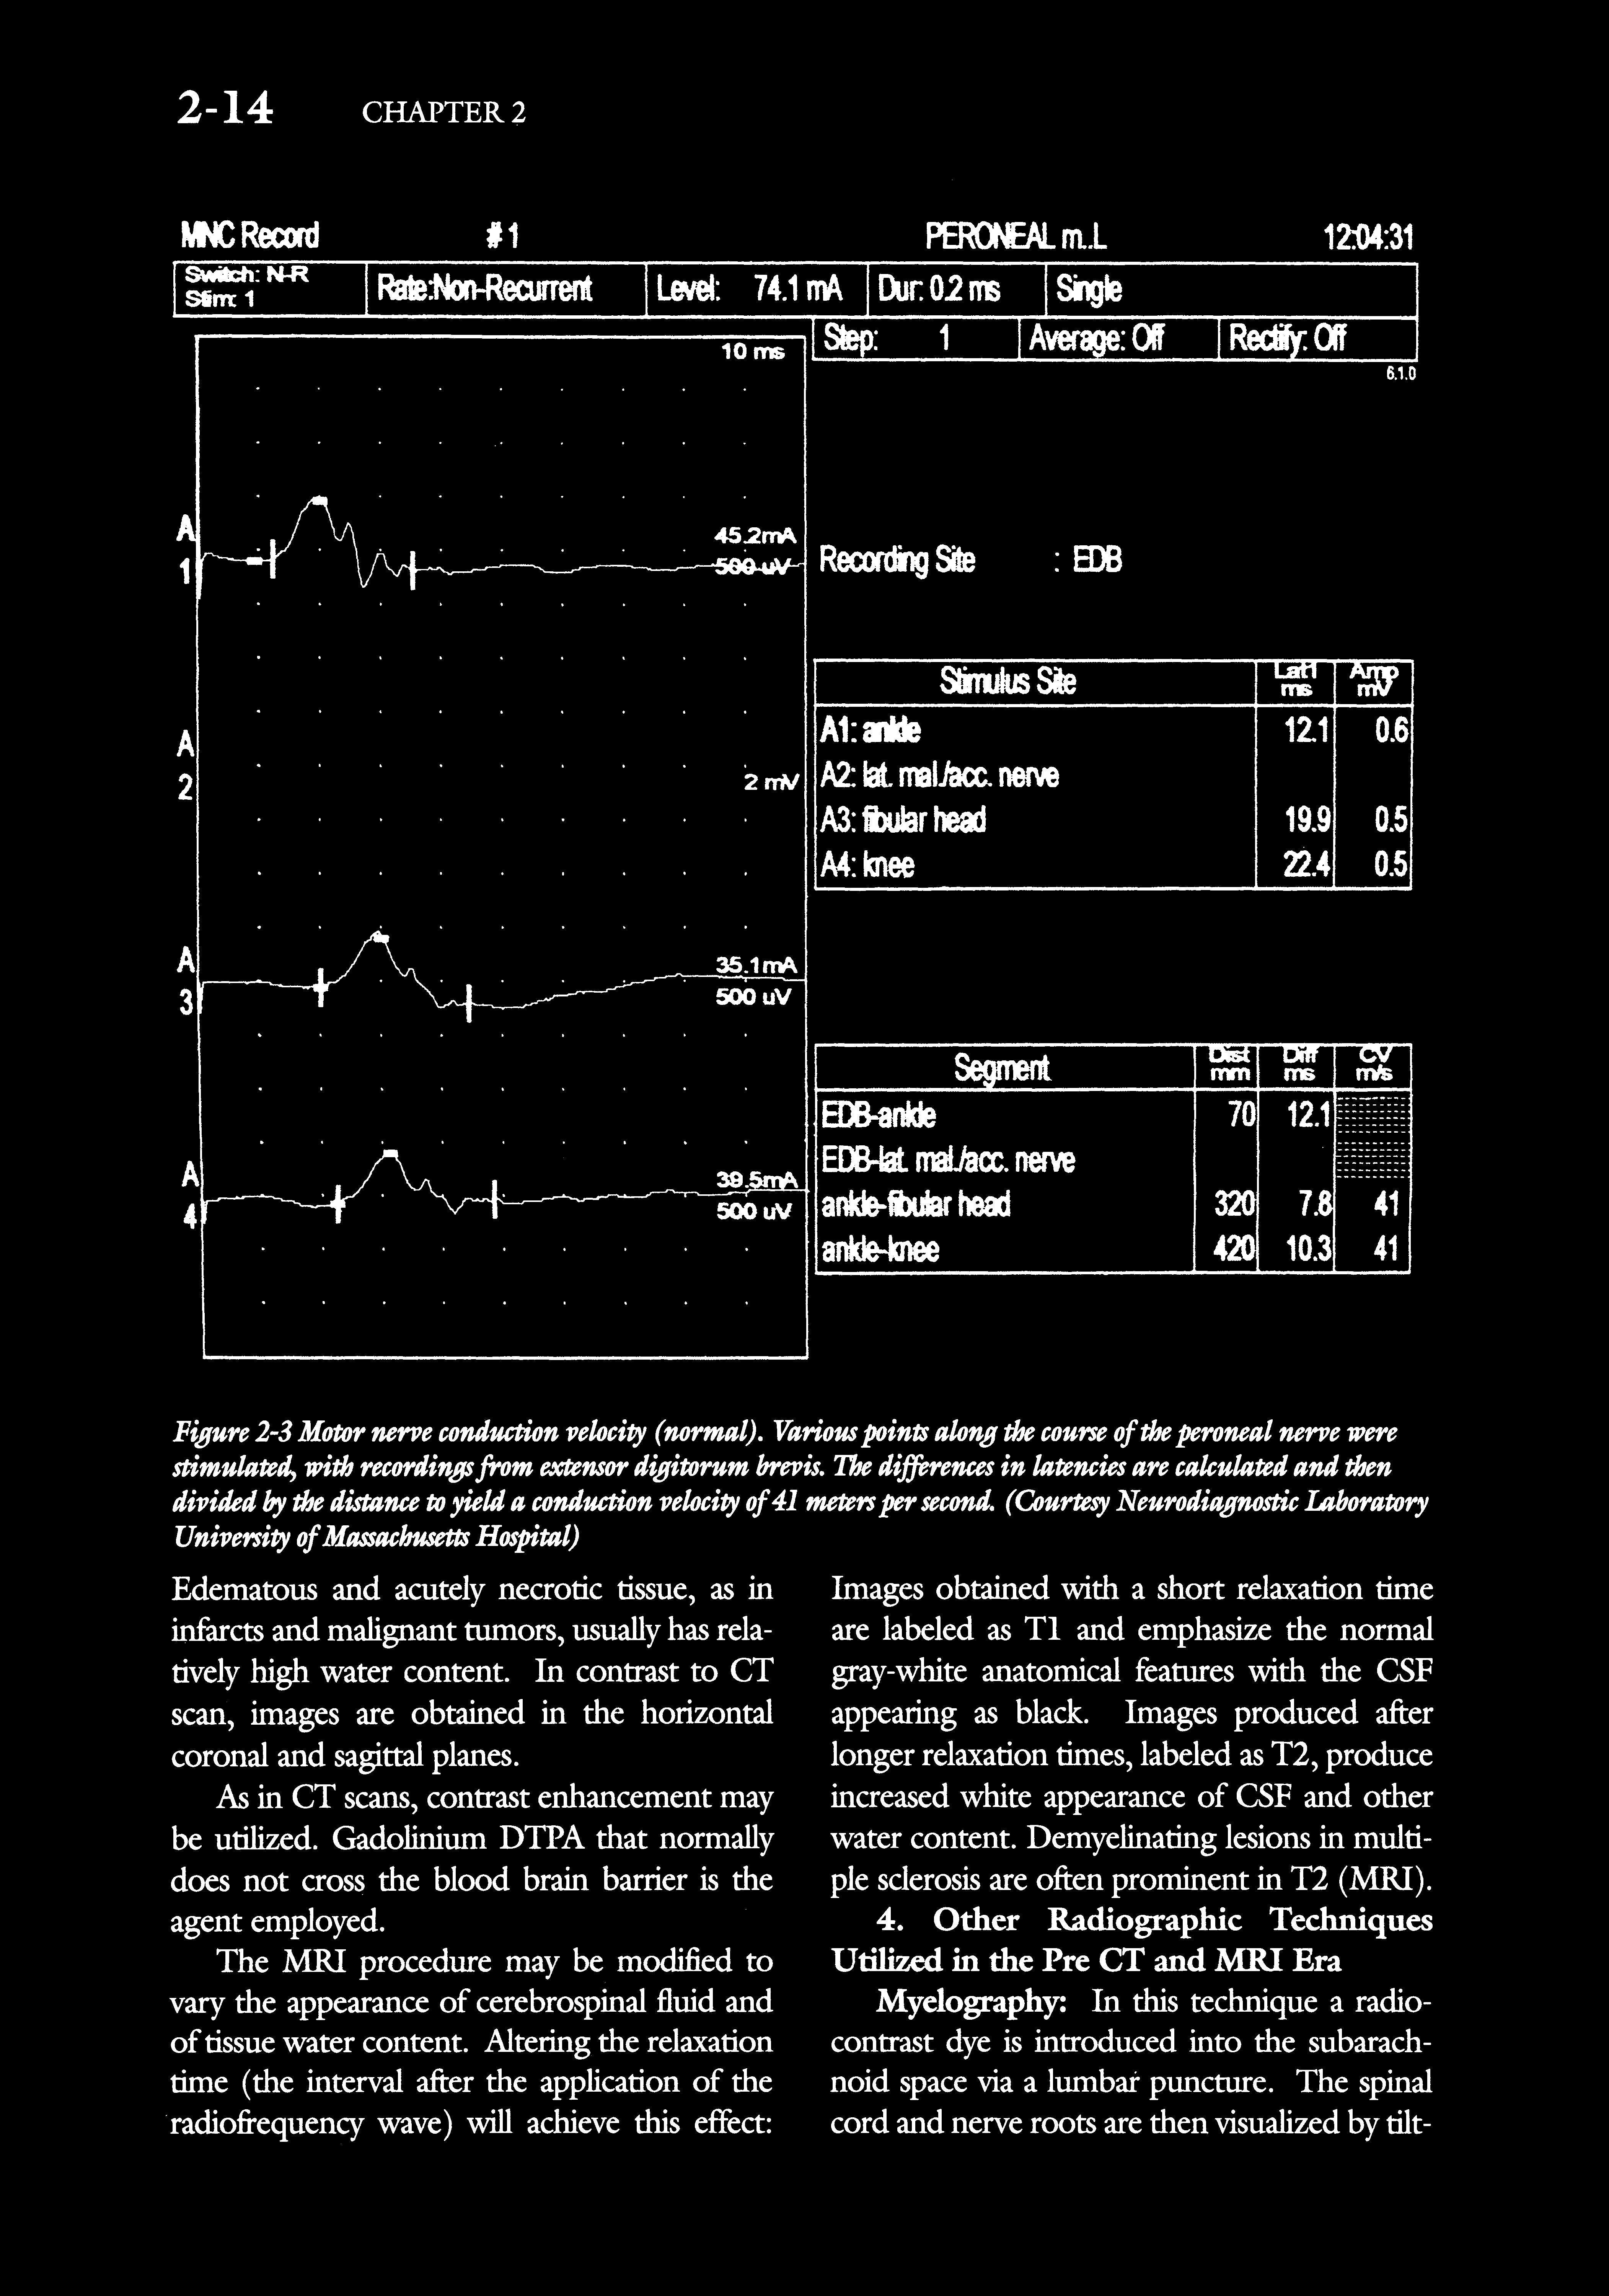 2-14 CHAPTER 2
MNC Record #1 PERONEAL m..L 12:04:31
Switch: N-R
Stim: 1
Rate:Non-Recurrent Level: 74.1 mA Dur: 0.2 ms Single
Step: 1 Average: Off Rectify: Off
6.1.0
10 ms
A
1
45.2mA
500 uV
Recording Site : EDB
A
2
2 mV
Stimulus Site Lat1 ms Amp mV
A1: ankle 12.1 0.6
A2: lat. mal./acc. nerve
A3: fibular head 19.9 0.5
A4: knee 22.4 0.5
A
3
35.1mA
500 uV
Segment Dist mm Diff ms CV m/s
EDB-ankle 70 12.1
EDB-lat. mal./acc. nerve
ankle-fibular head 320 7.8 41
ankle-knee 420 10.3 41
A
4
39.5mA
500 uV
Figure 2-3 Motor nerve conduction velocity (normal). Various points along the course of the peroneal nerve were
stimulated, with recordings from extensor digitorum brevis. The differences in latencies are calculated and then
divided by the distance to yield a conduction velocity of 41 meters per second. (Courtesy Neurodiagnostic Laboratory
University of Massachusetts Hospital)
Edematous and acutely necrotic tissue, as in
infarcts and malignant tumors, usually has rela-
tively high water content. In contrast to CT
scan, images are obtained in the horizontal
coronal and sagittal planes.
As in CT scans, contrast enhancement may
be utilized. Gadolinium DTPA that normally
does not cross the blood brain barrier is the
agent employed.
The MRI procedure may be modified to
vary the appearance of cerebrospinal fluid and
of tissue water content. Altering the relaxation
time (the interval after the application of the
radiofrequency wave) will achieve this effect:
Images obtained with a short relaxation time
are labeled as T1 and emphasize the normal
gray-white anatomical features with the CSF
appearing as black. Images produced after
longer relaxation times, labeled as T2, produce
increased white appearance of CSF and other
water content. Demyelinating lesions in multi-
ple sclerosis are often prominent in T2 (MRI).
4. Other Radiographic Techniques
Utilized in the Pre CT and MRI Era
Myelography: In this technique a radio-
contrast dye is introduced into the subarach-
noid space via a lumbar puncture. The spinal
cord and nerve roots are then visualized by tilt-